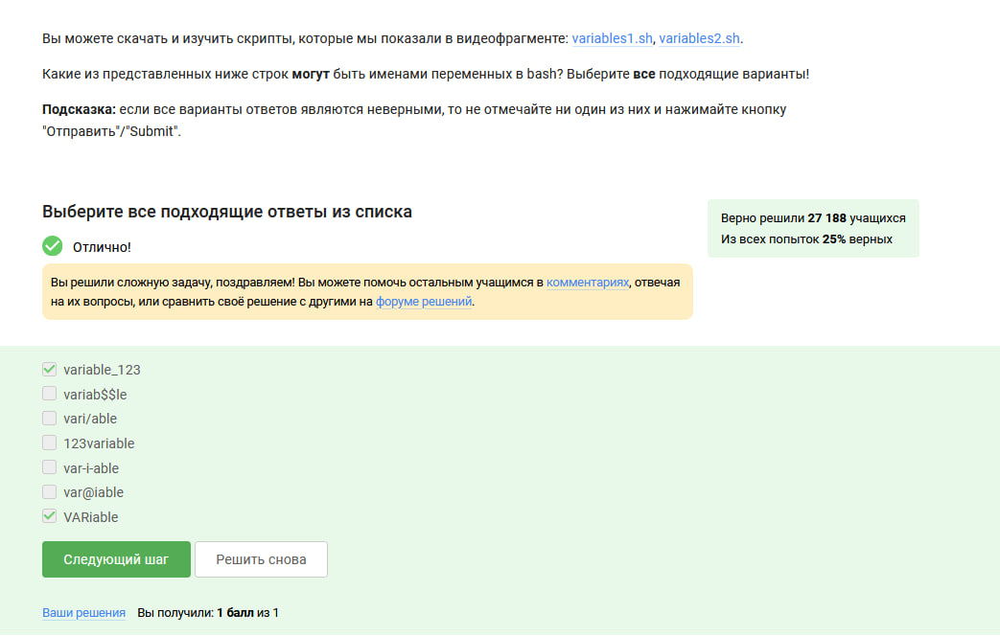 Вы можете скачать и изучить скрипты, которые мы показали в видеофрагменте: variables1.sh, variables2.sh.
Какие из представленных ниже строк могут быть именами переменных в bash? Выберите все подходящие варианты!
Подсказка: если все варианты ответов являются неверными, то не отмечайте ни один из них и нажимайте кнопку
"Отправить"/"Submit".
Выберите все подходящие ответы из списка
Верно решили 27 188 учащихся
Из всех попыток 25% верных
Отлично!
Вы решили сложную задачу, поздравляем! Вы можете помочь остальным учащимся в комментариях, отвечая
на их вопросы, или сравнить своё решение с другими на форуме решений.
variable_123
variab$$le
vari/able
123variable
var-i-able
var@iable
VARiable
Следующий шаг
Решить снова
Ваши решения Вы получили: 1 балл из 1